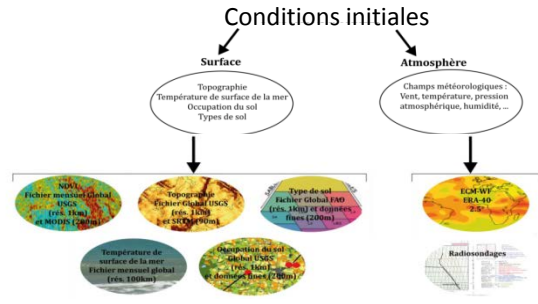 Conditions initiales
Surface
Topographie
Température de surface de la mer
Occupation du sol
Types de sol
Atmosphère
Champs météorologiques :
Vent, température, pression
atmosphérique, humidité, ...
NDVI
Fichier mensuel Global
USGS
(rés. 1km)
et MODIS (200m)
Topographie
Fichier Global USGS
(rés. 1km)
et SRTM (90m)
Type de sol
Fichier Global FAO
(rés. 1km) et données
fines (200m)
ECM-WF
ERA-40
2.5°
Température de
surface de la mer
Fichier mensuel global
(rés. 100km)
Occupation du sol
Global USGS
(rés. 1km)
et données fines (200m)
Radiosondages